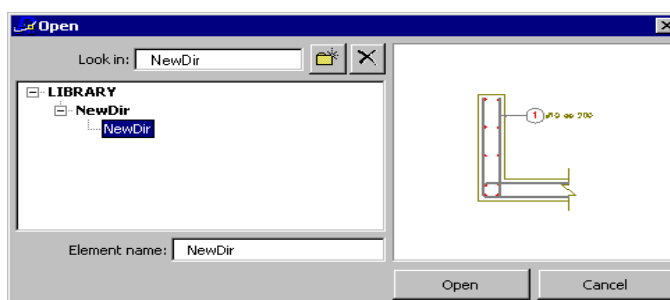 Open
Look in: NewDir
LIBRARY
NewDir
NewDir
1
Element name: NewDir
Open Cancel